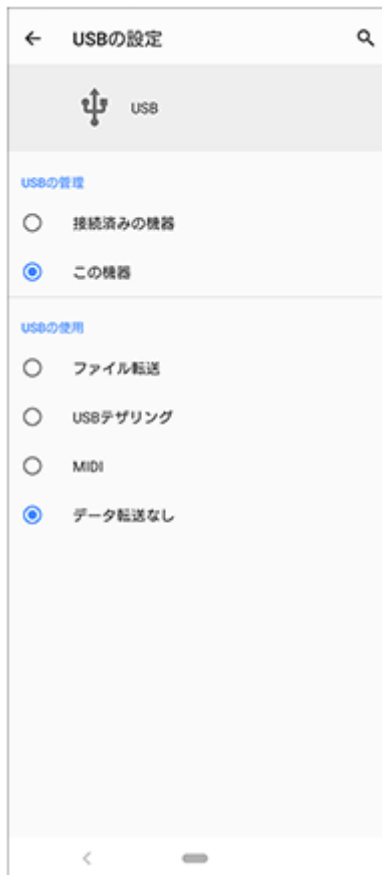 USBの設定
USB
USBの管理
接続済みの機器
この機器
USBの使用
ファイル転送
USBテザリング
MIDI
データ転送なし